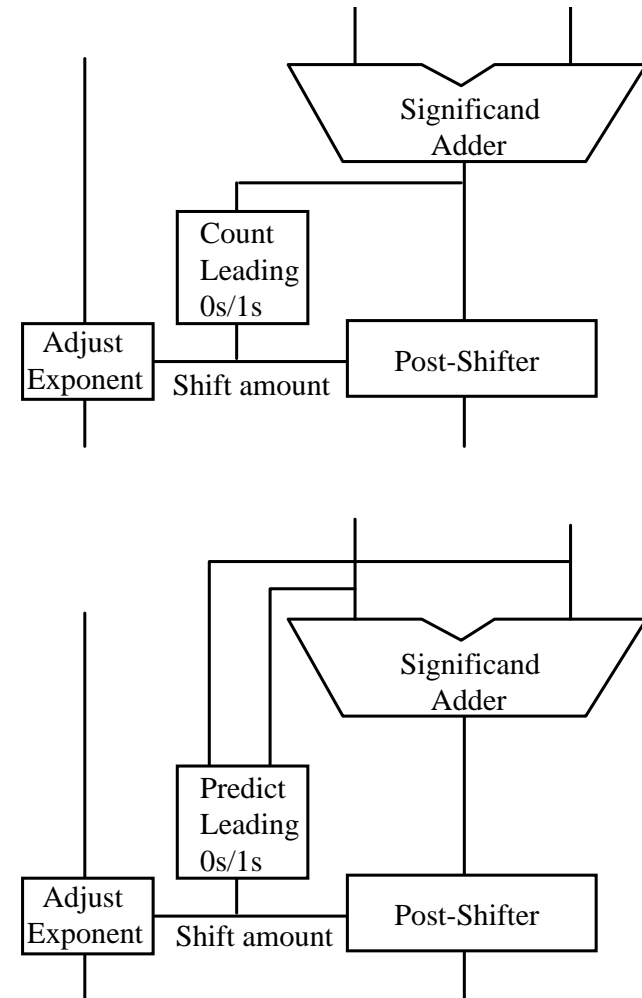 Significand
Adder
Count
Leading
0s/1s
Adjust
Exponent
Shift amount
Post-Shifter
Significand
Adder
Predict
Leading
0s/1s
Adjust
Exponent
Shift amount
Post-Shifter